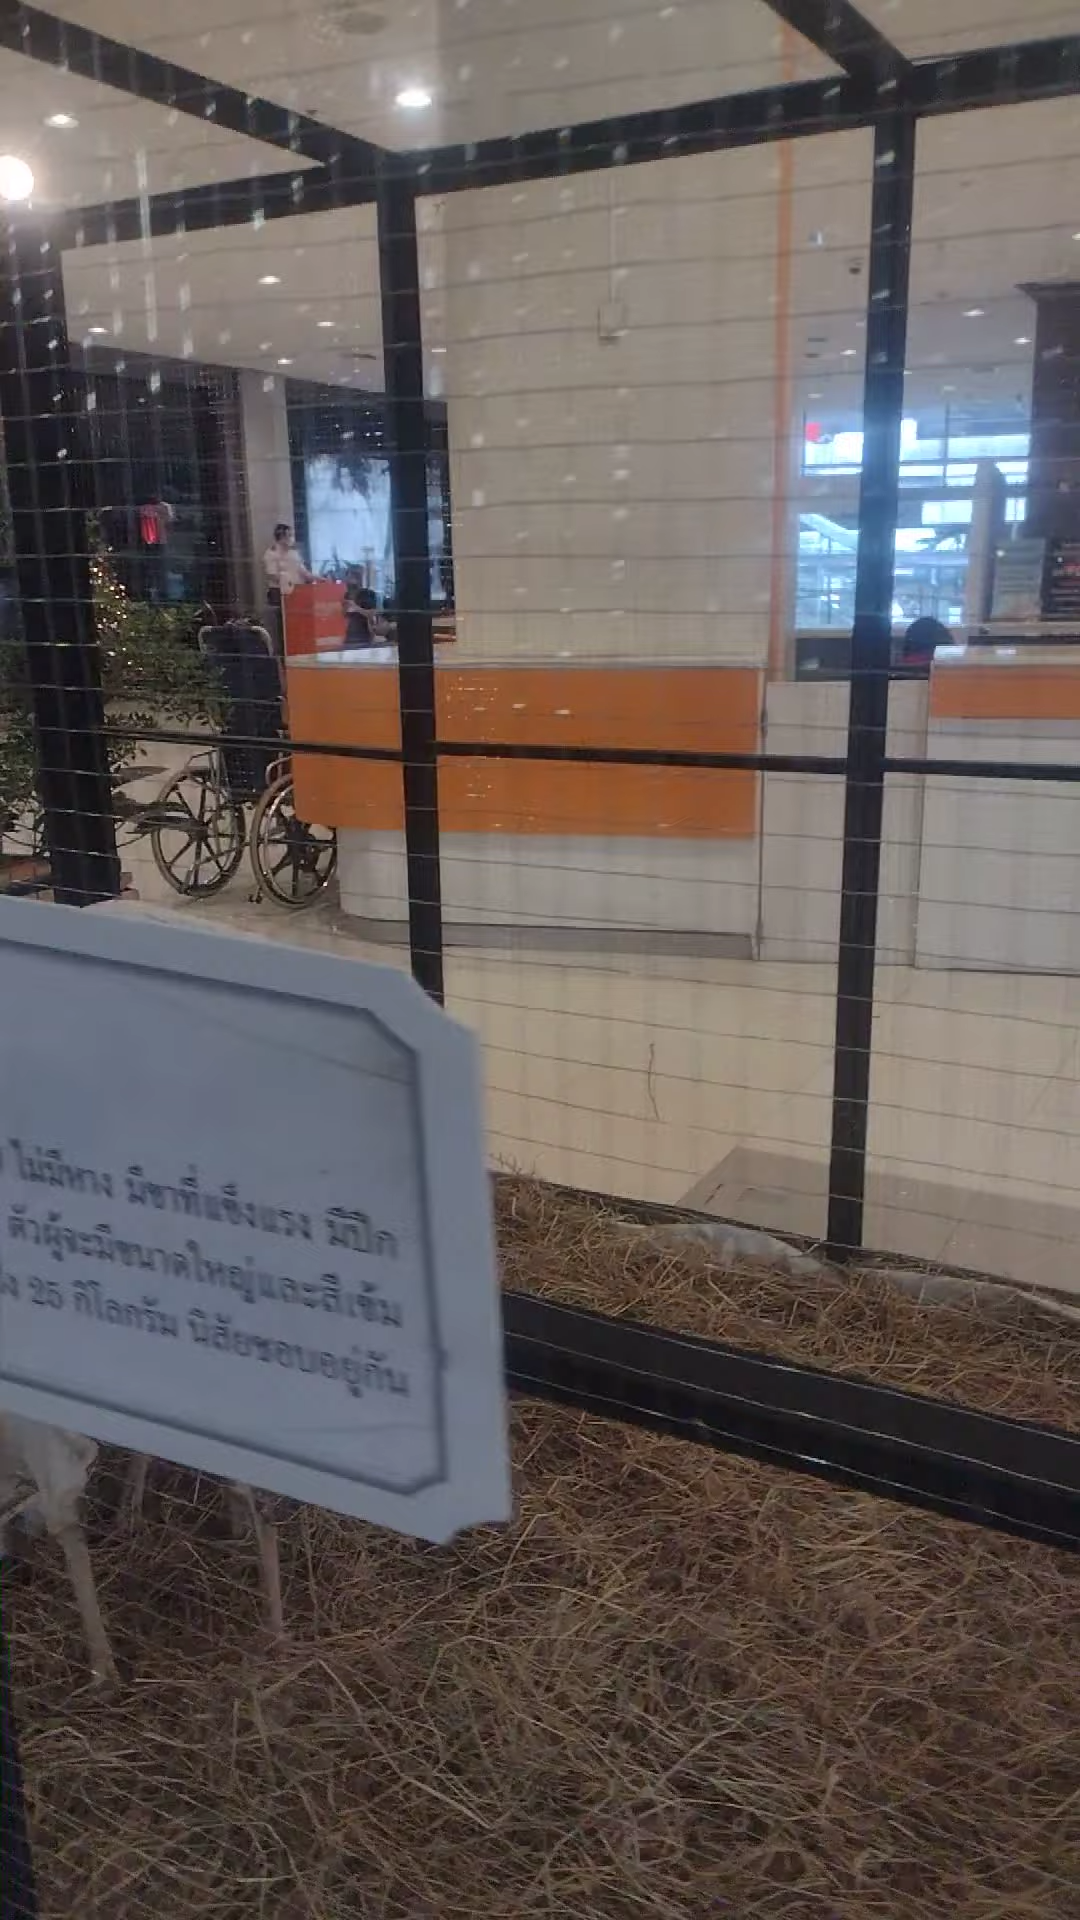 ไม่มีหาง มีขาที่แข็งแรง มีปีก
ตัวผู้จะมีขนาดใหญ่และสีเข้ม
25 กิโลกรัม นิสัยชอบอยู่กัน